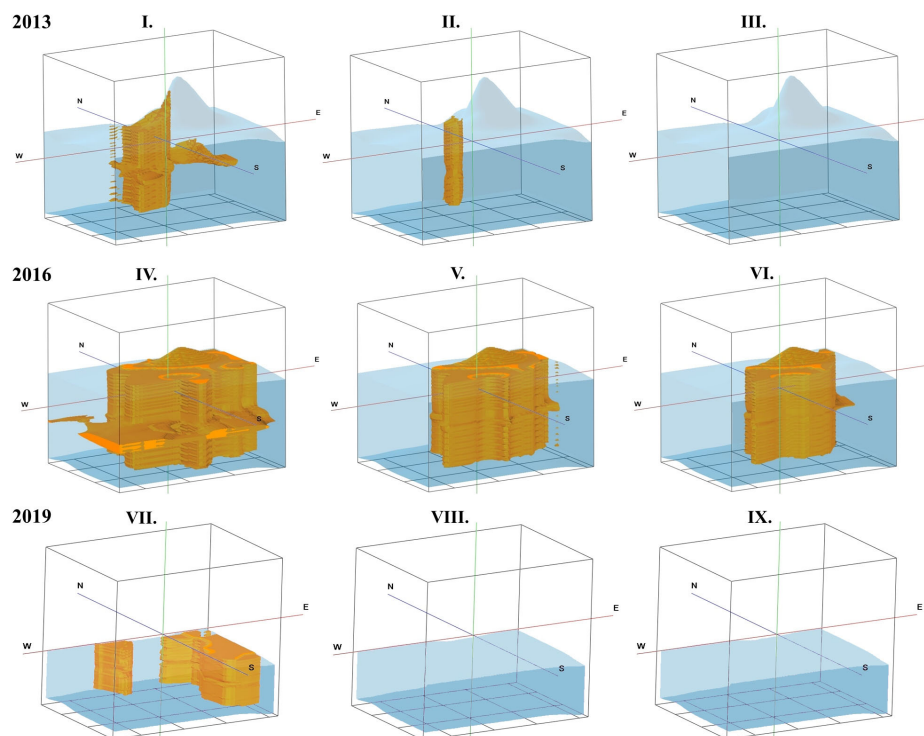 2013 I. II. III.
N E W S
N E W S
N E W S
2016 IV. V. VI.
N E W S
N E W S
N E W S
2019 VII. VIII. IX.
N E W S
N E W S
N E W S